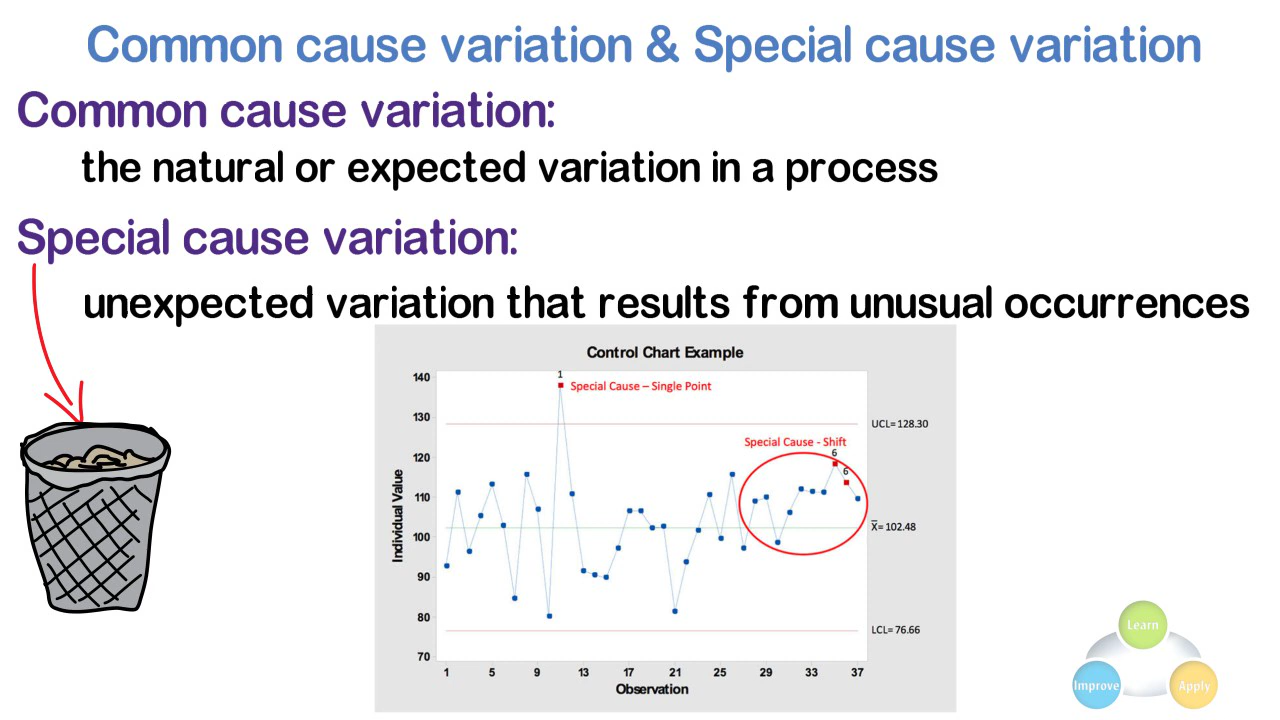 Common cause variation & Special cause variation
Common cause variation:
the natural or expected variation in a process
Special cause variation:
unexpected variation that results from unusual occurrences
Control Chart Example
140
130
120
110
100
90
80
70
Individual Value
1
Special Cause – Single Point
Special Cause - Shift
6
6
UCL=128.30
X̅=102.48
LCL=76.66
1 5 9 13 17 21 25 29 33 37
Observation
Learn
Improve
Apply